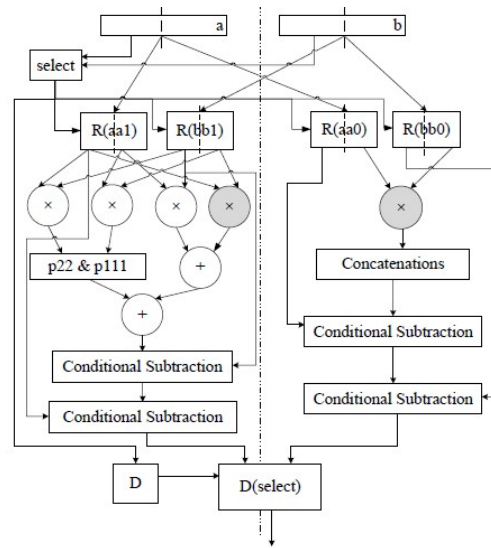 a
b
select
R(aa1)
R(bb1)
R(aa0)
R(bb0)
×
×
×
×
×
p22 & p111
+
Concatenations
+
Conditional Subtraction
Conditional Subtraction
Conditional Subtraction
Conditional Subtraction
D
D(select)